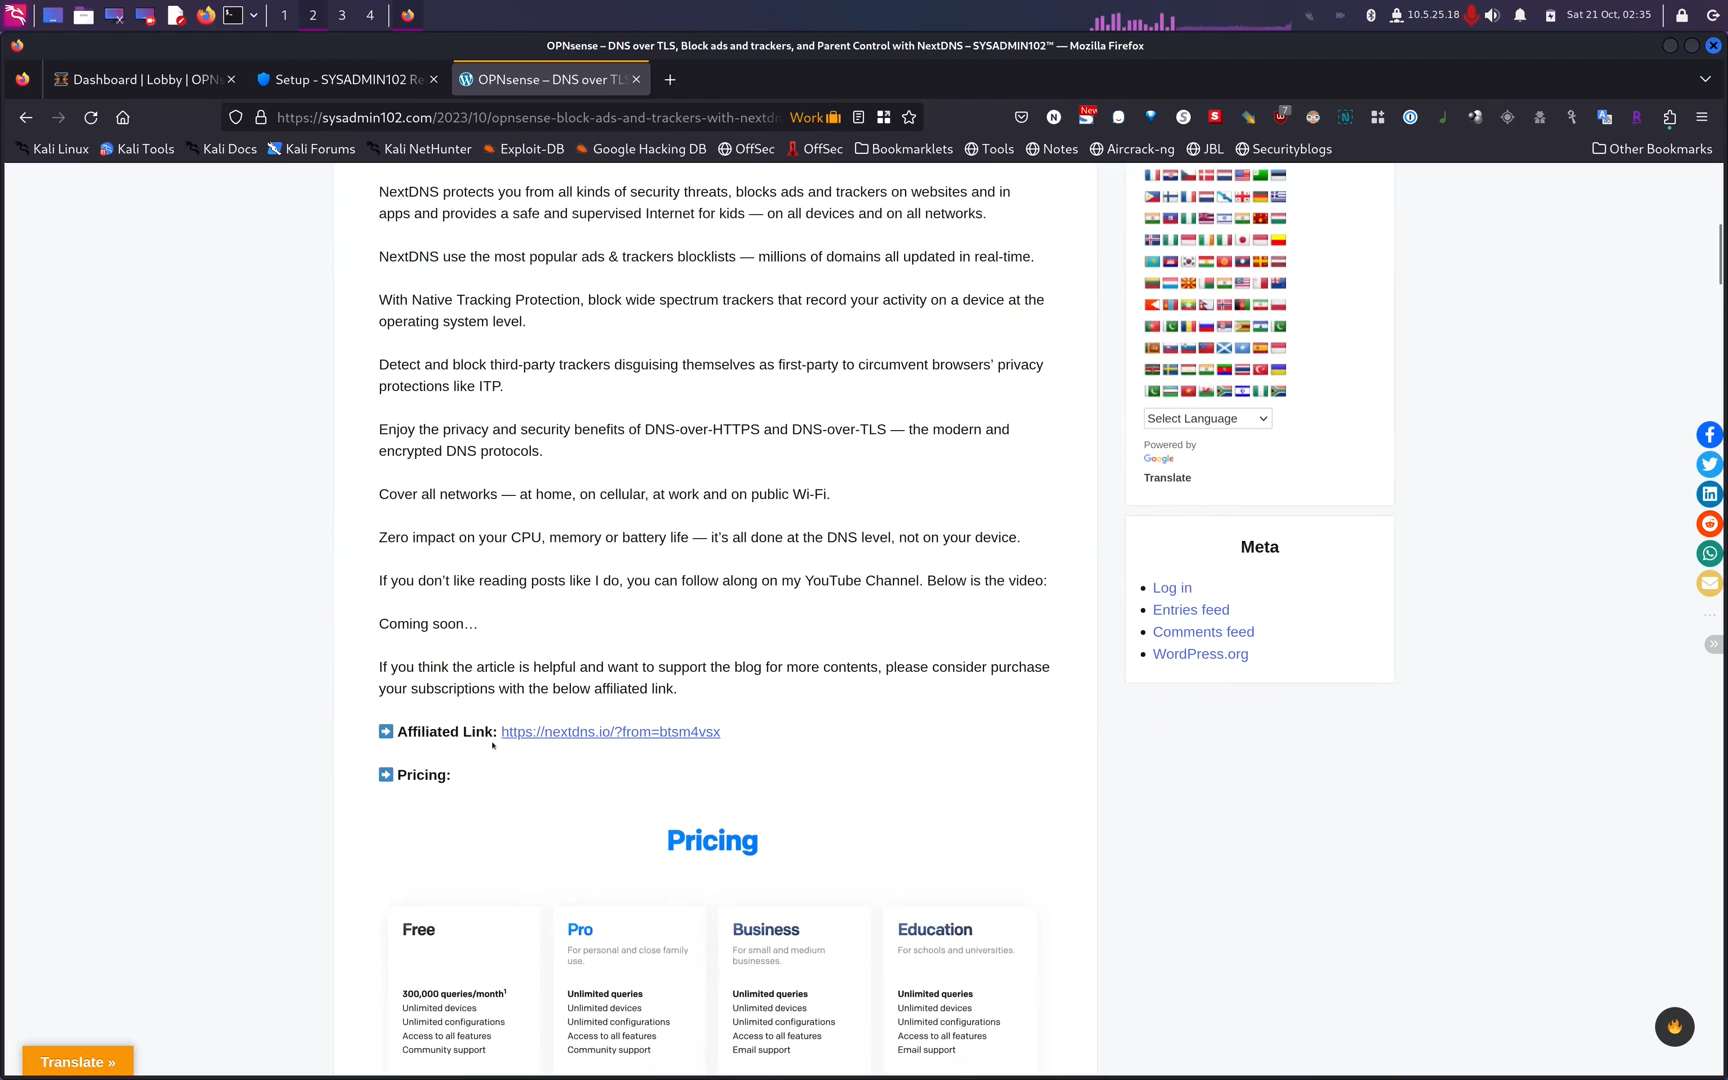 1
2
3
4
10.5.25.18
Sat 21 Oct, 02:35
OPNsense – DNS over TLS, Block ads and trackers, and Parent Control with NextDNS – SYSADMIN102™ — Mozilla Firefox
Dashboard | Lobby | OPN
Setup - SYSADMIN102 Re
OPNsense – DNS over TL
https://sysadmin102.com/2023/10/opnsense-block-ads-and-trackers-with-nextdn
Work
New
7
Kali Linux
Kali Tools
Kali Docs
Kali Forums
Kali NetHunter
Exploit-DB
Google Hacking DB
OffSec
OffSec
Bookmarklets
Tools
Notes
Aircrack-ng
JBL
Securityblogs
Other Bookmarks
NextDNS protects you from all kinds of security threats, blocks ads and trackers on websites and in
apps and provides a safe and supervised Internet for kids — on all devices and on all networks.
NextDNS use the most popular ads & trackers blocklists — millions of domains all updated in real-time.
With Native Tracking Protection, block wide spectrum trackers that record your activity on a device at the
operating system level.
Detect and block third-party trackers disguising themselves as first-party to circumvent browsers’ privacy
protections like ITP.
Enjoy the privacy and security benefits of DNS-over-HTTPS and DNS-over-TLS — the modern and
encrypted DNS protocols.
Cover all networks — at home, on cellular, at work and on public Wi-Fi.
Zero impact on your CPU, memory or battery life — it’s all done at the DNS level, not on your device.
If you don’t like reading posts like I do, you can follow along on my YouTube Channel. Below is the video:
Coming soon…
If you think the article is helpful and want to support the blog for more contents, please consider purchase
your subscriptions with the below affiliated link.
Affiliated Link: https://nextdns.io/?from=btsm4vsx
Pricing:
Pricing
Free
300,000 queries/month1
Unlimited devices
Unlimited configurations
Access to all features
Community support
Pro
For personal and close family
use.
Unlimited queries
Unlimited devices
Unlimited configurations
Access to all features
Community support
Business
For small and medium
businesses.
Unlimited queries
Unlimited devices
Unlimited configurations
Access to all features
Email support
Education
For schools and universities.
Unlimited queries
Unlimited devices
Unlimited configurations
Access to all features
Email support
Select Language
Powered by
Google
Translate
Meta
Log in
Entries feed
Comments feed
WordPress.org
Translate »